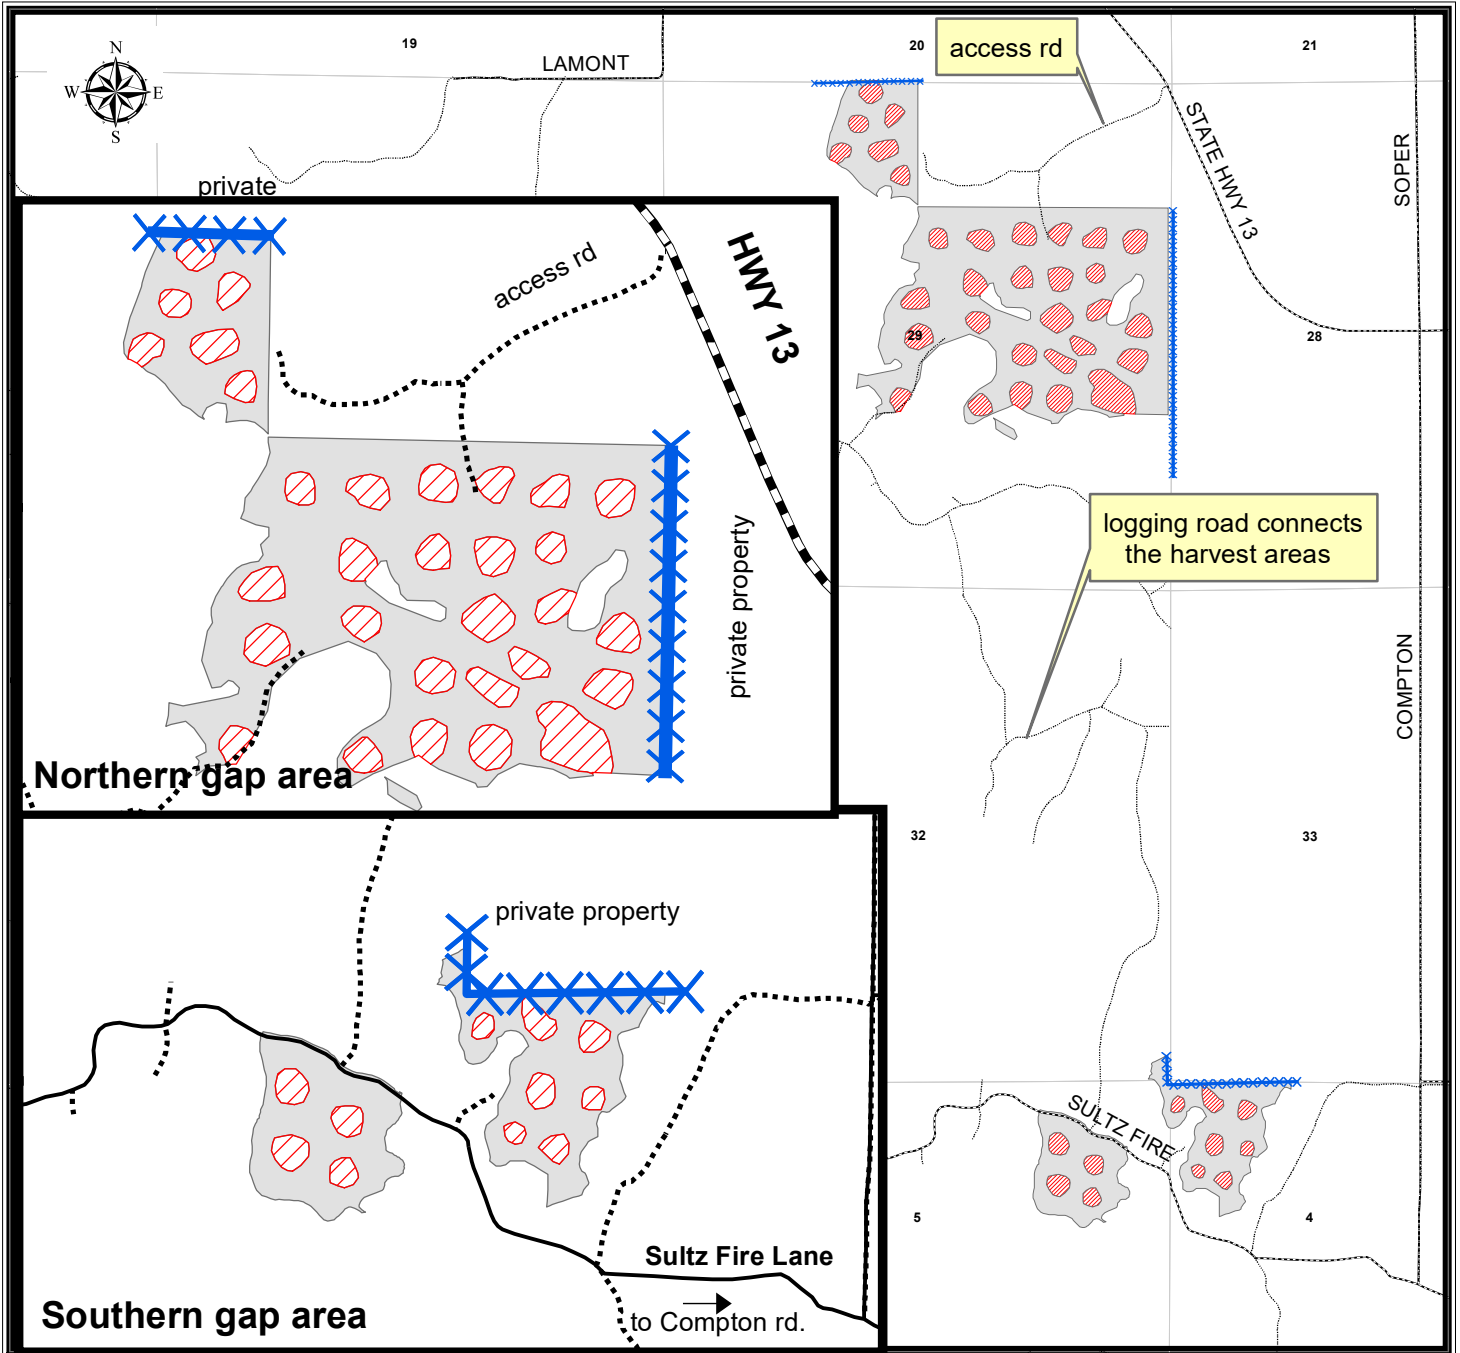 19
20
21
LAMONT
access rd
N
W
E
S
STATE HWY 13
SOPER
private
access rd
HWY 13
29
28
private property
logging road connects
the harvest areas
COMPTON
Northern gap area
32
33
private property
SULTZ FIRE
5
4
Sultz Fire Lane
Southern gap area
to Compton rd.